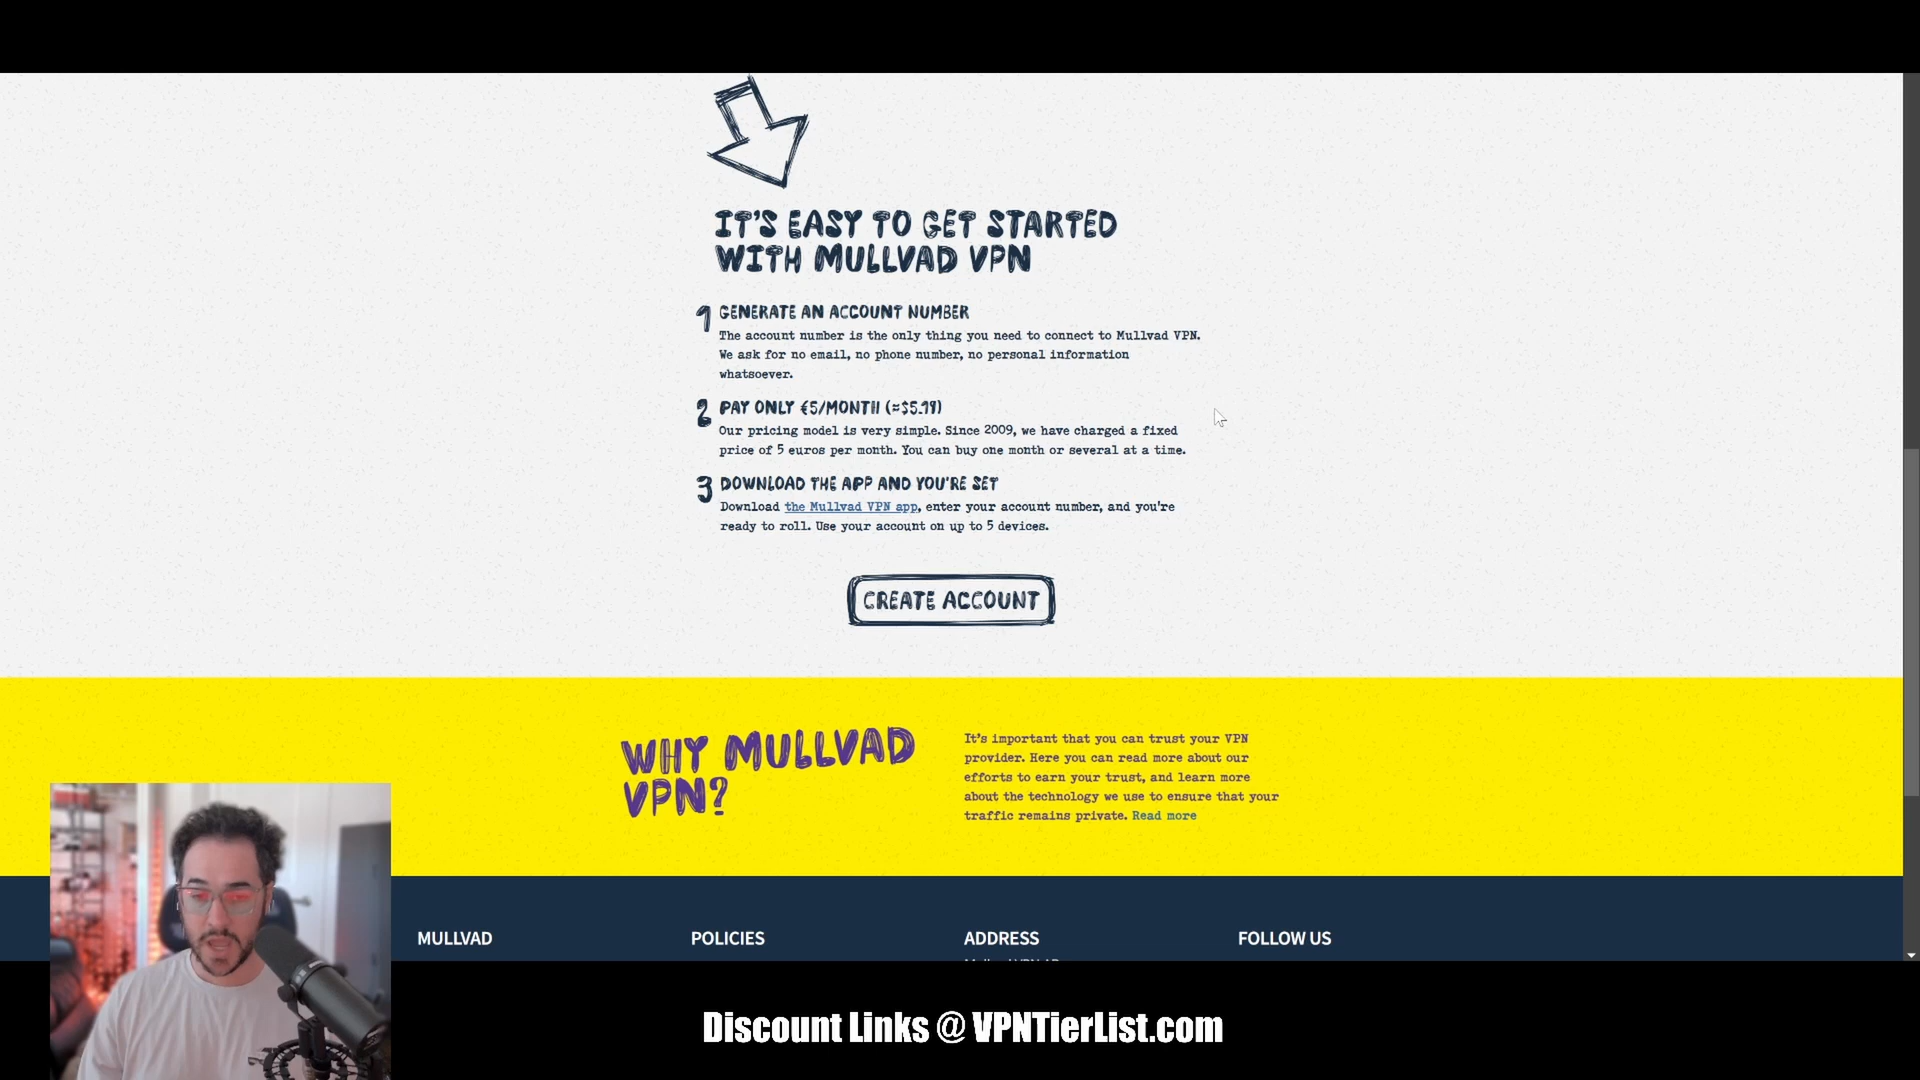 IT'S EASY TO GET STARTED
WITH MULLVAD VPN
1 GENERATE AN ACCOUNT NUMBER
The account number is the only thing you need to connect to Mullvad VPN.
We ask for no email, no phone number, no personal information
whatsoever.
2 PAY ONLY €5/MONTH (≈$5.19)
Our pricing model is very simple. Since 2009, we have charged a fixed
price of 5 euros per month. You can buy one month or several at a time.
3 DOWNLOAD THE APP AND YOU'RE SET
Download the Mullvad VPN app, enter your account number, and you're
ready to roll. Use your account on up to 5 devices.
CREATE ACCOUNT
WHY MULLVAD
VPN?
It's important that you can trust your VPN
provider. Here you can read more about our
efforts to earn your trust, and learn more
about the technology we use to ensure that your
traffic remains private. Read more
MULLVAD
POLICIES
ADDRESS
FOLLOW US
Discount Links @ VPNTierList.com